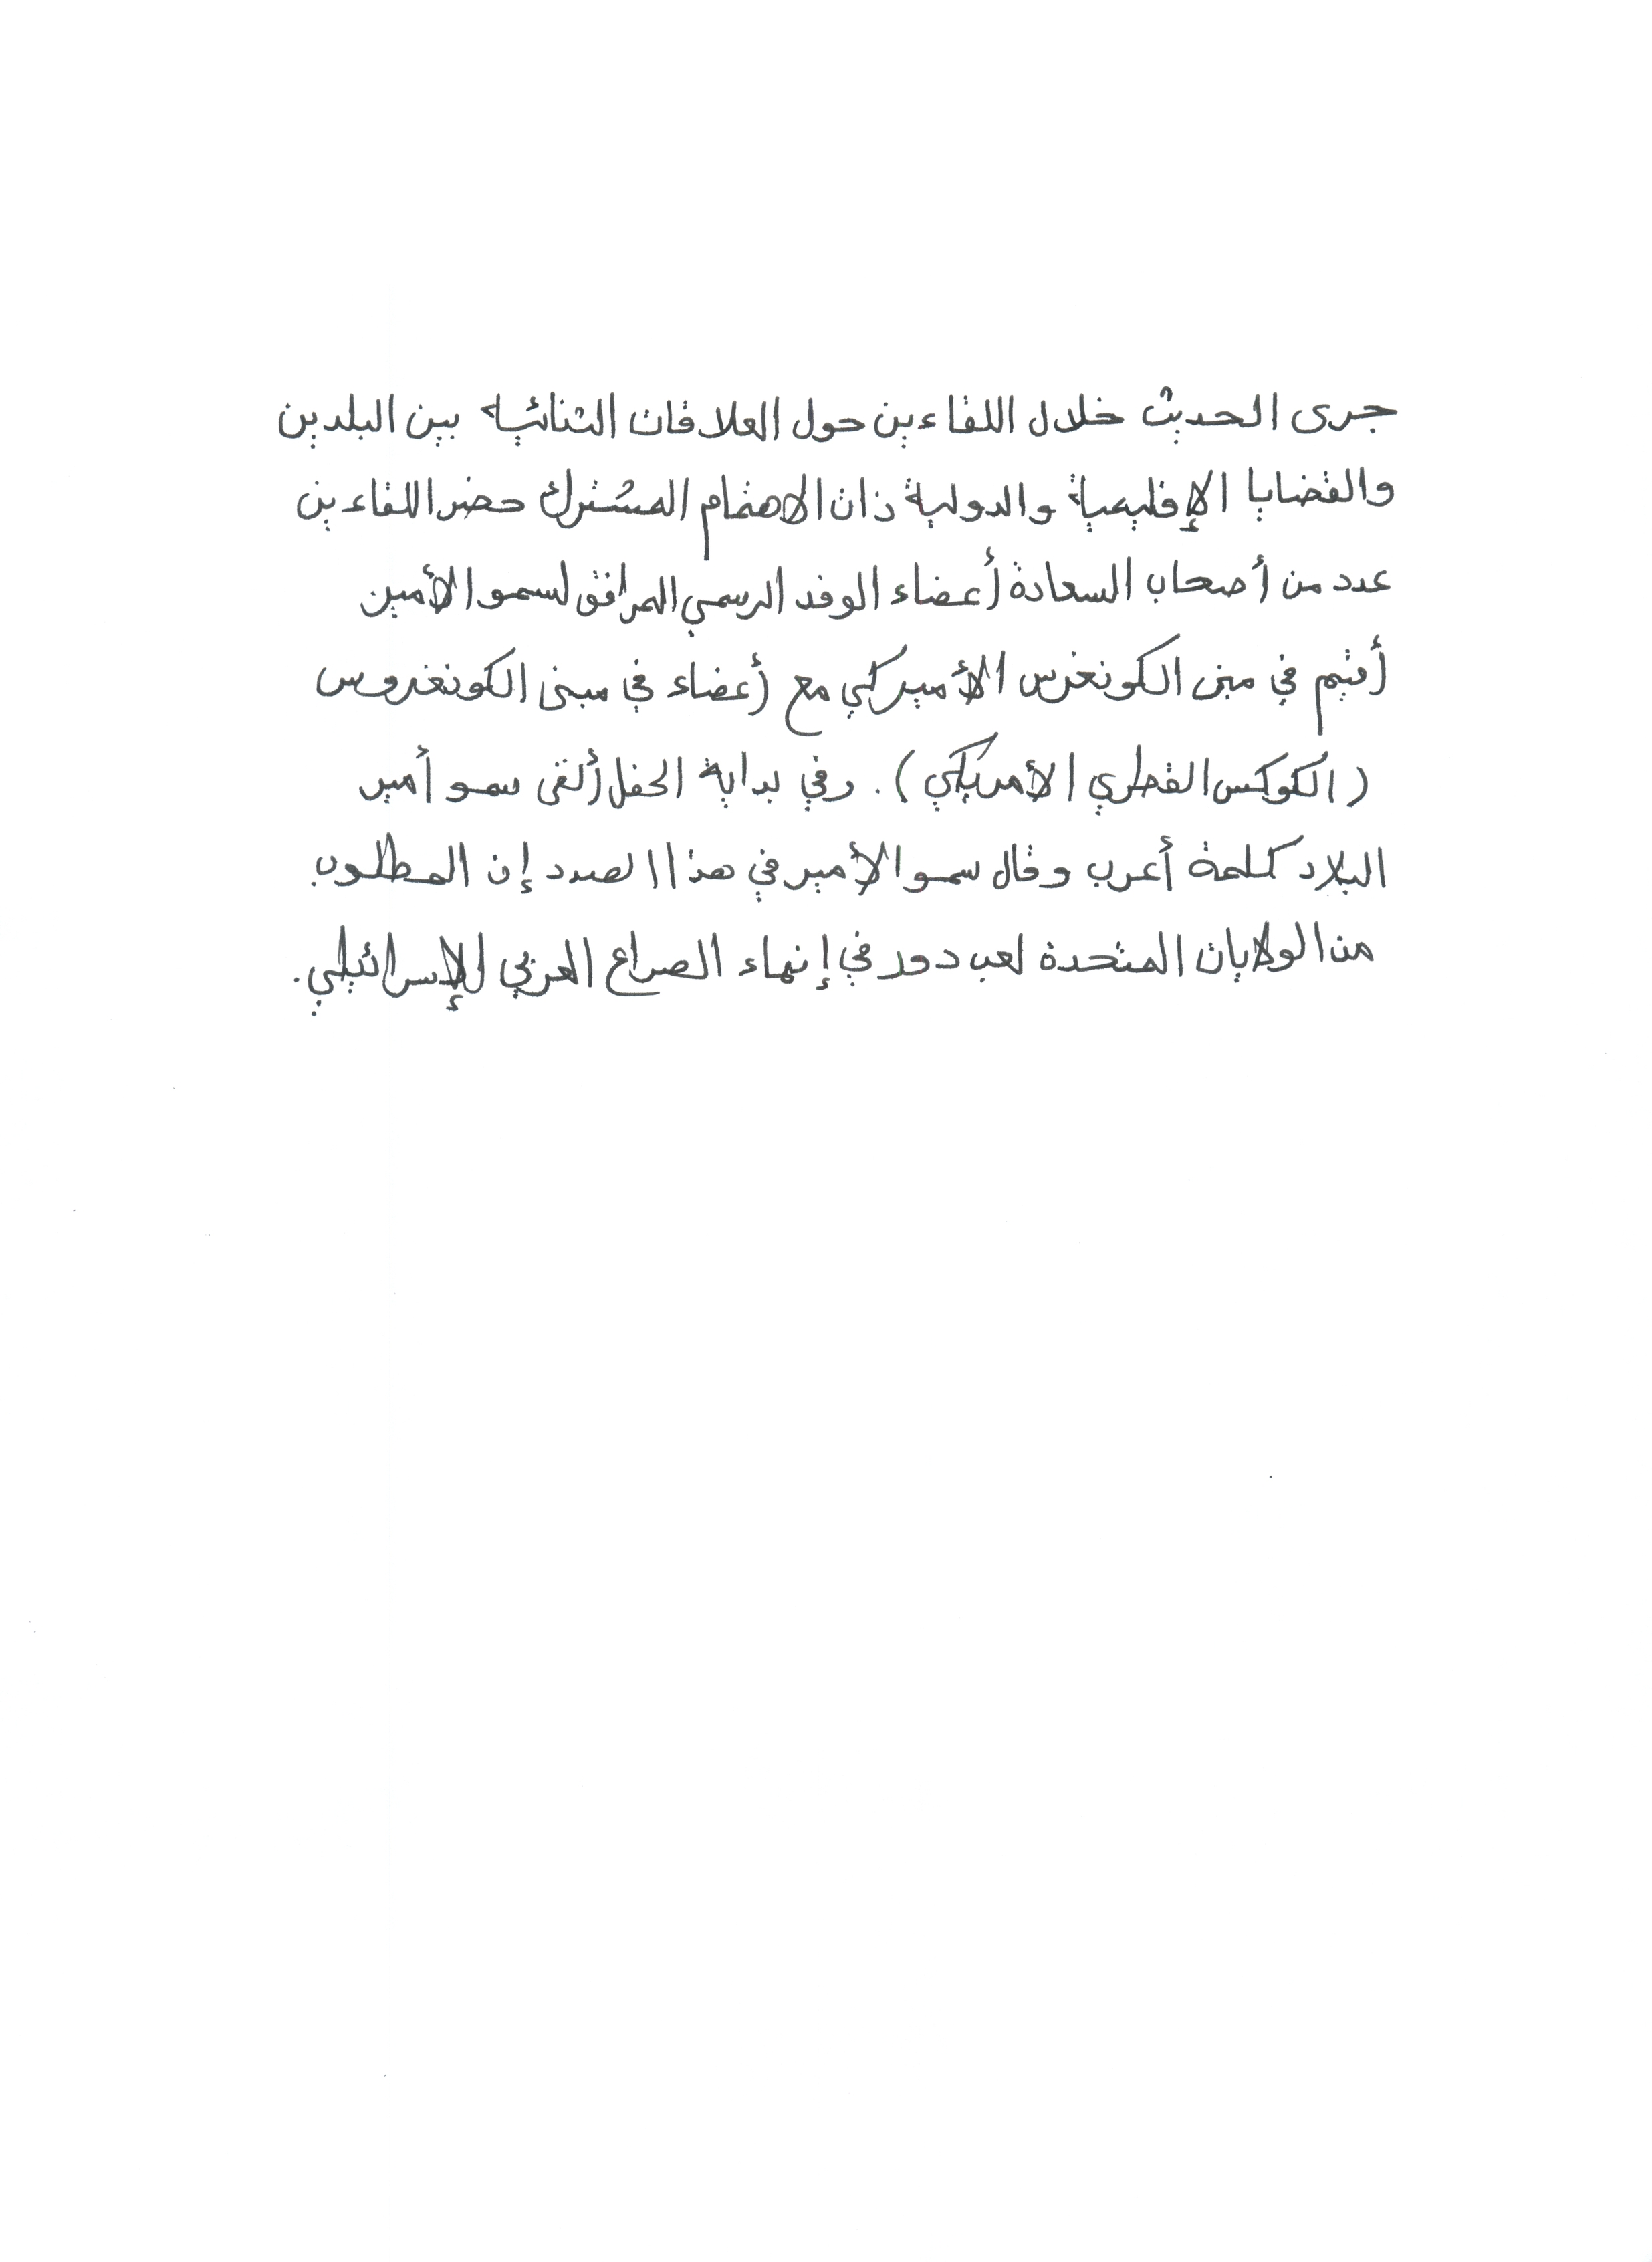 جرى الحديث خلال اللقاءين حول العلاقات الثنائية بين البلدين
والقضايا الإقليمية والدولية ذات الاهتمام المشترك حضر اللقاءين
عدد من أصحاب السعادة أعضاء الوفد الرسمي المرافق لسمو الأمين
أقيم في مبنى الكونغرس الأميركي مع أعضاء في مبنى الكونغروس
(الكوكس القطري الأمريكي). وفي بداية الحفل ألقى سمو أمير
البلاد كلمة أعرب وقال سمو الأمير في هذا الصدد إن المطلوب
من الولايات المتحدة لعب دور في إنهاء الصراع العربي الإسرائيلي.